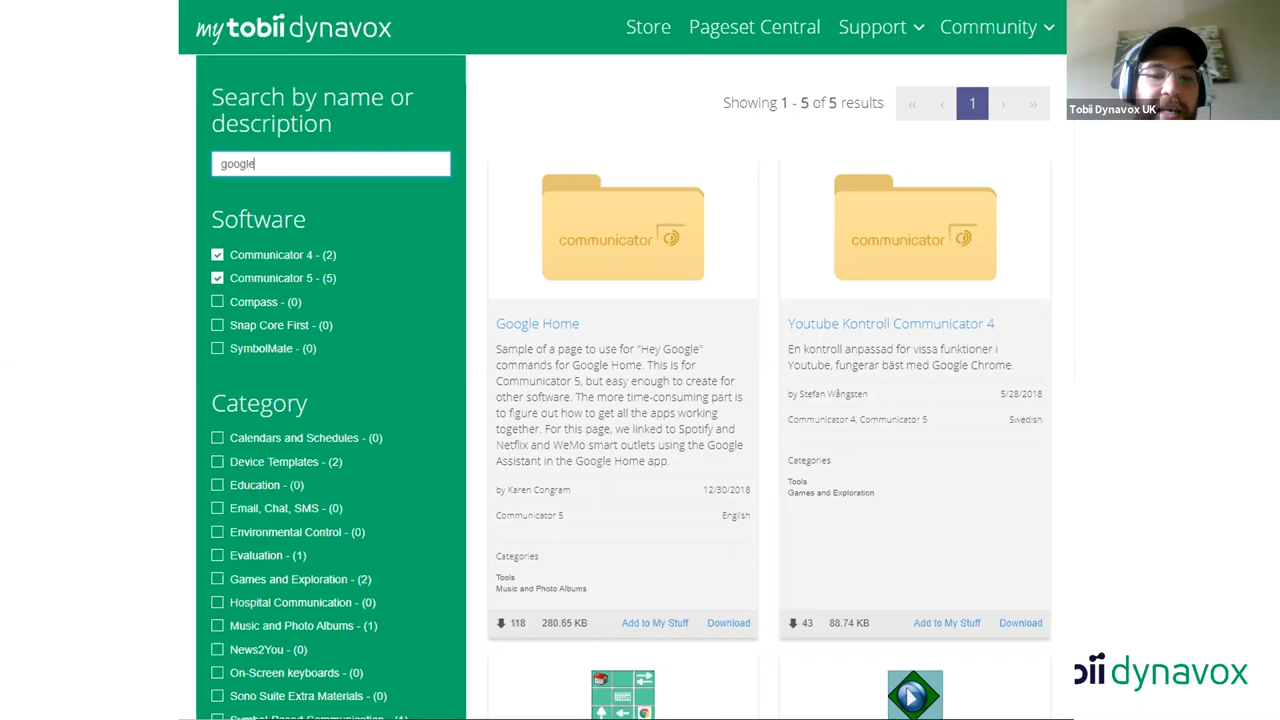 my tobii dynavox
Store
Pageset Central
Support
Community
Tobii Dynavox UK
Search by name or
description
google
Software
Communicator 4 - (2)
Communicator 5 - (5)
Compass - (0)
Snap Core First - (0)
SymbolMate - (0)
Category
Calendars and Schedules - (0)
Device Templates - (2)
Education - (0)
Email, Chat, SMS - (0)
Environmental Control - (0)
Evaluation - (1)
Games and Exploration - (2)
Hospital Communication - (0)
Music and Photo Albums - (1)
News2You - (0)
On-Screen keyboards - (0)
Sono Suite Extra Materials - (0)
Symbol Based Communication - (1)
Showing 1 - 5 of 5 results
« ‹ 1 › »
communicator
Google Home
Sample of a page to use for "Hey Google"
commands for Google Home. This is for
Communicator 5, but easy enough to create for
other software. The more time-consuming part is
to figure out how to get all the apps working
together. For this page, we linked to Spotify and
Netflix and WeMo smart outlets using the Google
Assistant in the Google Home app.
by Karen Congram 12/30/2018
Communicator 5 English
Categories
Tools
Music and Photo Albums
118 280.65 KB Add to My Stuff Download
communicator
Youtube Kontroll Communicator 4
En kontroll anpassad för vissa funktioner i
Youtube, fungerar bäst med Google Chrome.
by Stefan Wångsten 5/28/2018
Communicator 4, Communicator 5 Swedish
Categories
Tools
Games and Exploration
43 88.74 KB Add to My Stuff Download
bii dynavox